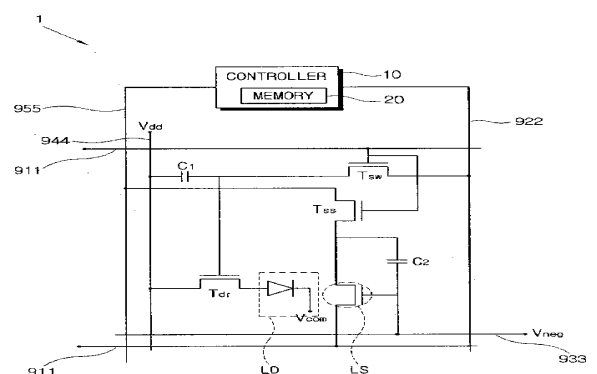 1
CONTROLLER
10
MEMORY
20
955
922
Vdd
944
911
C1
Tsw
Tss
C2
Tdr
Vcom
Vneg
933
911
LD
LS